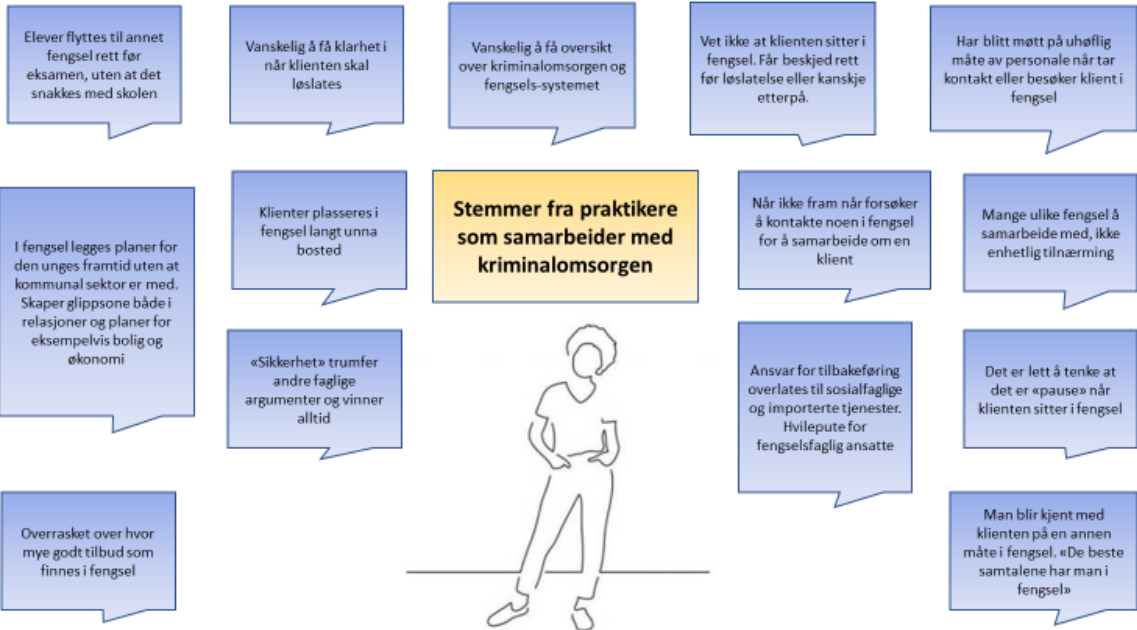 Elever flyttes til annet
fengsel rett før
eksamen, uten at det
snakkes med skolen
Vanskelig å få klarhet i
når klienten skal
løslates
Vanskelig å få oversikt
over kriminalomsorgen og
fengsels-systemet
Vet ikke at klienten sitter i
fengsel. Får beskjed rett
før løslatelse eller kanskje
etterpå.
Har blitt møtt på uhøflig
måte av personale når tar
kontakt eller besøker klient i
fengsel
I fengsel legges planer for
den unges framtid uten at
kommunal sektor er med.
Skaper glippsone både i
relasjoner og planer for
eksempelvis bolig og
økonomi
Klienter plasseres i
fengsel langt unna
bosted
Stemmer fra praktikere
som samarbeider med
kriminalomsorgen
Når ikke fram når forsøker
å kontakte noen i fengsel
for å samarbeide om en
klient
Mange ulike fengsel å
samarbeide med, ikke
enhetlig tilnærming
«Sikkerhet» trumfer
andre faglige
argumenter og vinner
alltid
Ansvar for tilbakeføring
overlates til sosialfaglige
og importerte tjenester.
Hvilepute for
fengselsfaglig ansatte
Det er lett å tenke at
det er «pause» når
klienten sitter i fengsel
Overrasket over hvor
mye godt tilbud som
finnes i fengsel
Man blir kjent med
klienten på en annen
måte i fengsel. «De beste
samtalene har man i
fengsel»